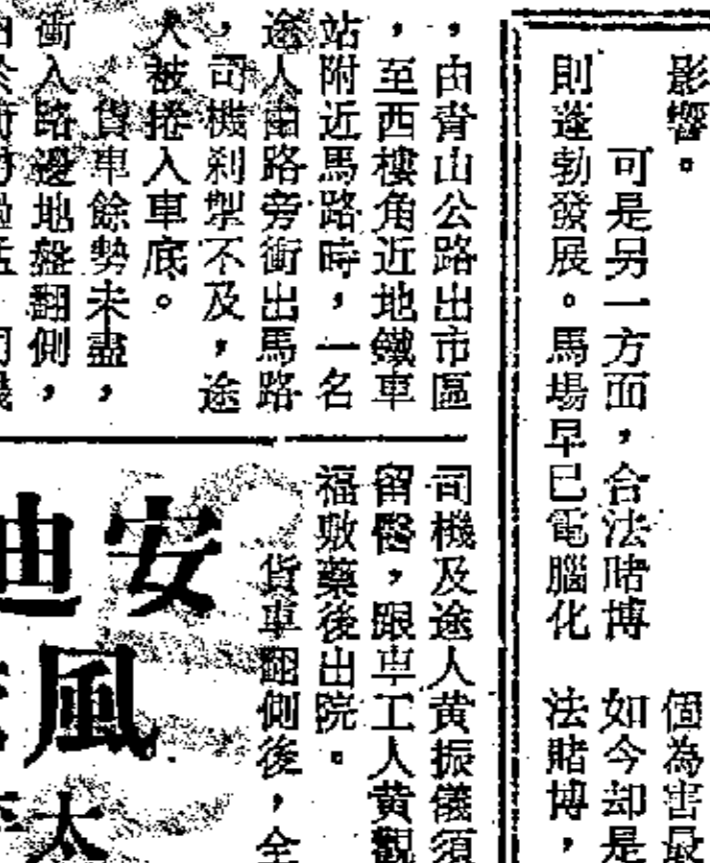 影響。
可是另一方面，合法賭博
則蓬勃發展。馬場早已電腦化
個為害最
如今却是
法賭博，
，由青山公路出市區
，至西樓角近地鐵車
站附近馬路時，一名
途人由路旁衝出馬路
，司機刹掣不及，途
人被捲入車底。
貨車餘勢未盡，
衝入路邊地盤翻側，
司機及途人黃振儀須
留醫，跟車工人黃觀
福敷藥後出院。
貨車翻側後，全
安
風
太
迪